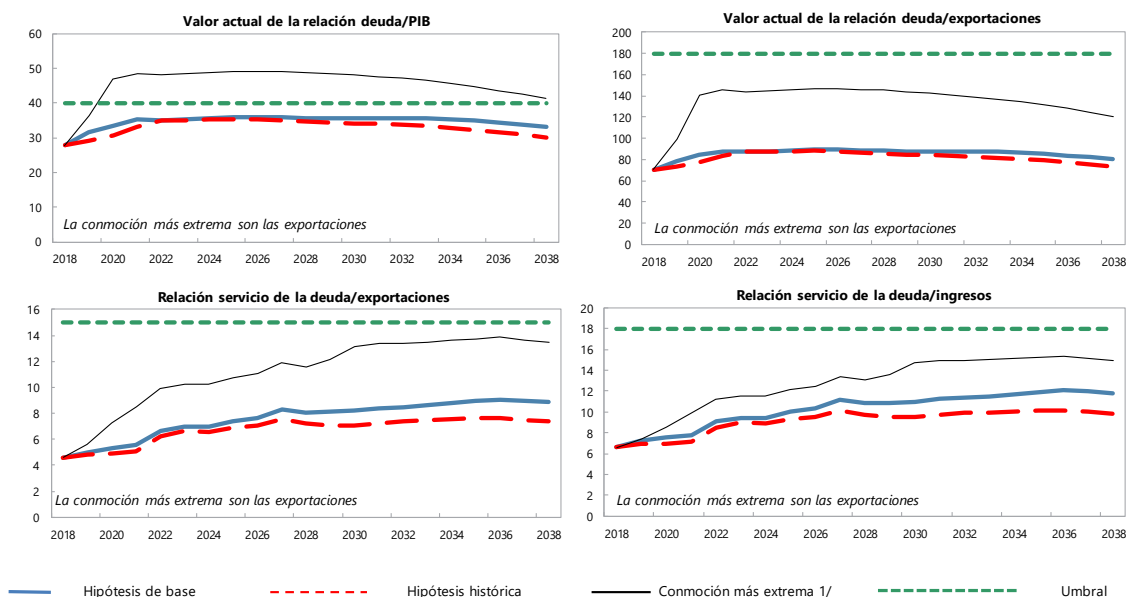 Valor actual de la relación deuda/PIB
60
50
40
30
20
10
0
La conmoción más extrema son las exportaciones
2018 2020 2022 2024 2026 2028 2030 2032 2034 2036 2038
Valor actual de la relación deuda/exportaciones
200
180
160
140
120
100
80
60
40
20
0
La conmoción más extrema son las exportaciones
2018 2020 2022 2024 2026 2028 2030 2032 2034 2036 2038
Relación servicio de la deuda/exportaciones
16
14
12
10
8
6
4
2
0
La conmoción más extrema son las exportaciones
2018 2020 2022 2024 2026 2028 2030 2032 2034 2036 2038
Relación servicio de la deuda/ingresos
20
18
16
14
12
10
8
6
4
2
0
La conmoción más extrema son las exportaciones
2018 2020 2022 2024 2026 2028 2030 2032 2034 2036 2038
Hipótesis de base Hipótesis histórica Conmoción más extrema 1/ Umbral